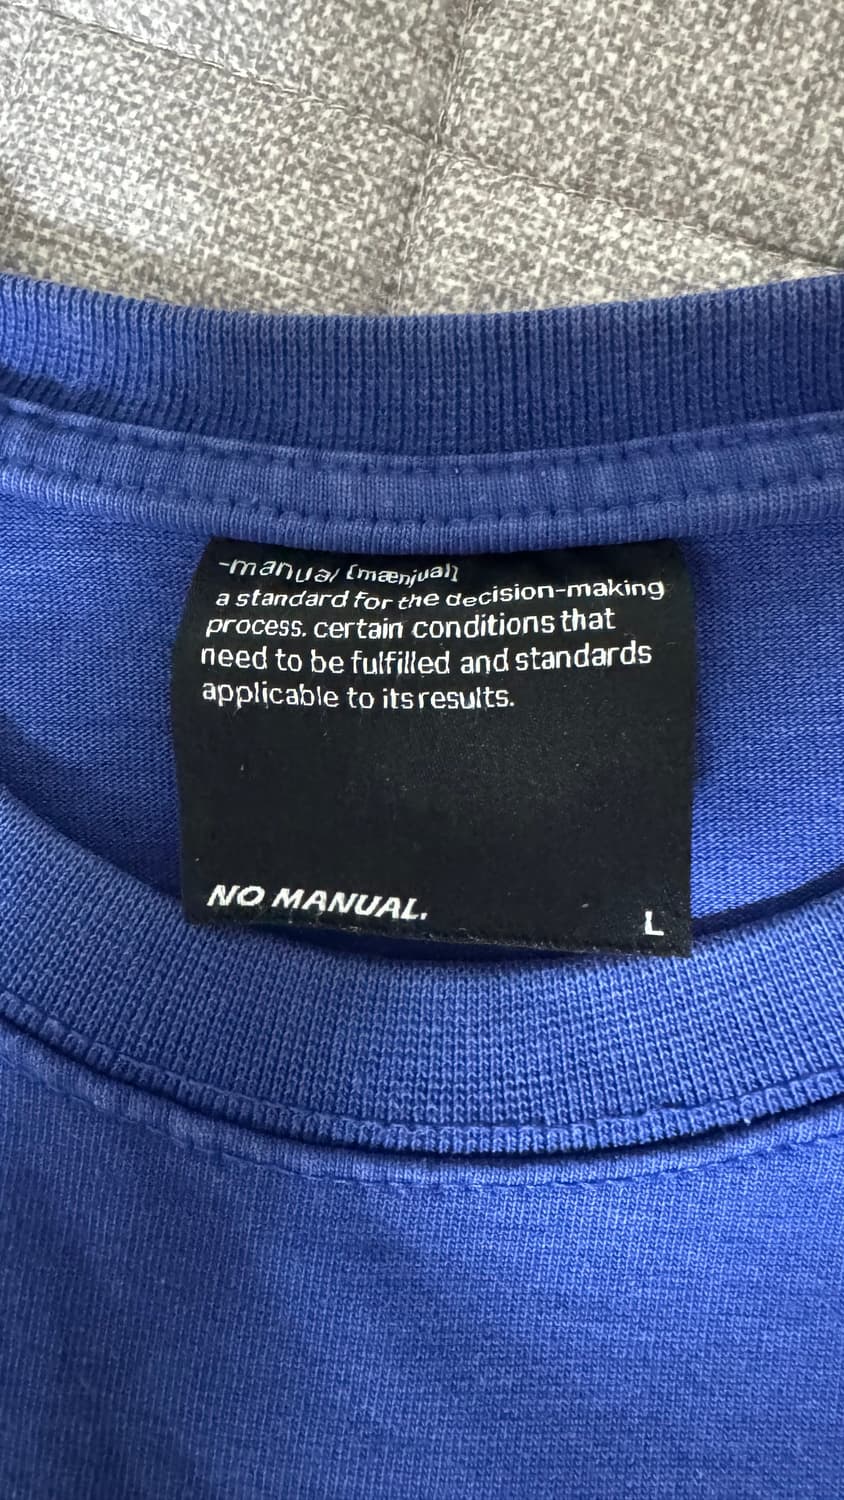 -manual [mænjual]
a standard for the decision-making
process. certain conditions that
need to be fulfilled and standards
applicable to its results.
NO MANUAL.
L